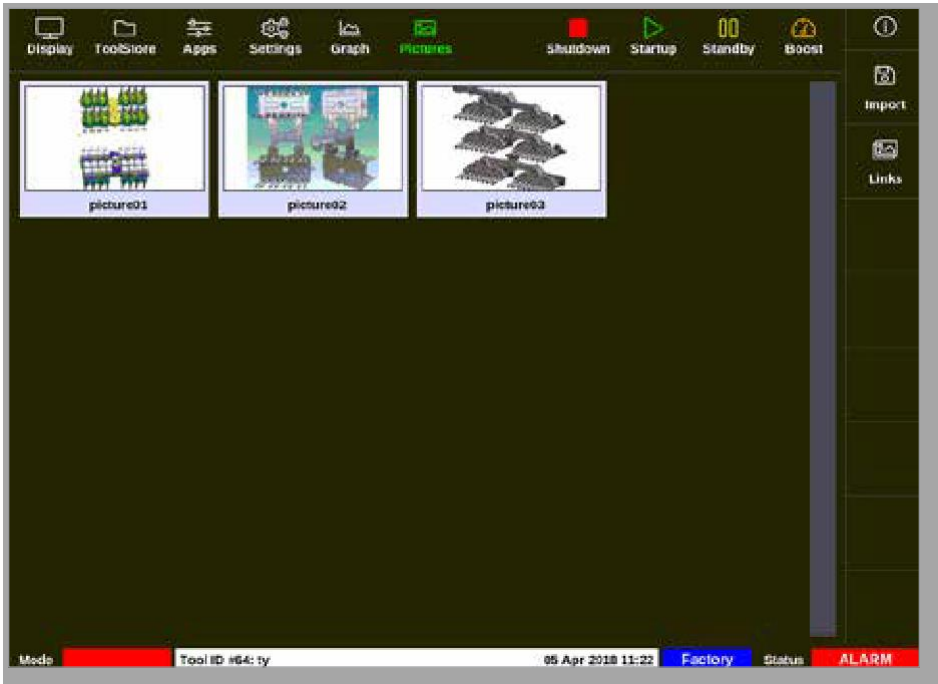 Display ToolStore Apps Settings Graph Pictures Shutdown Startup Standby Boost
Import
Links
picture01 picture02 picture03
Mode Tool ID #64: ty 05 Apr 2018 11:22 Factory Status ALARM